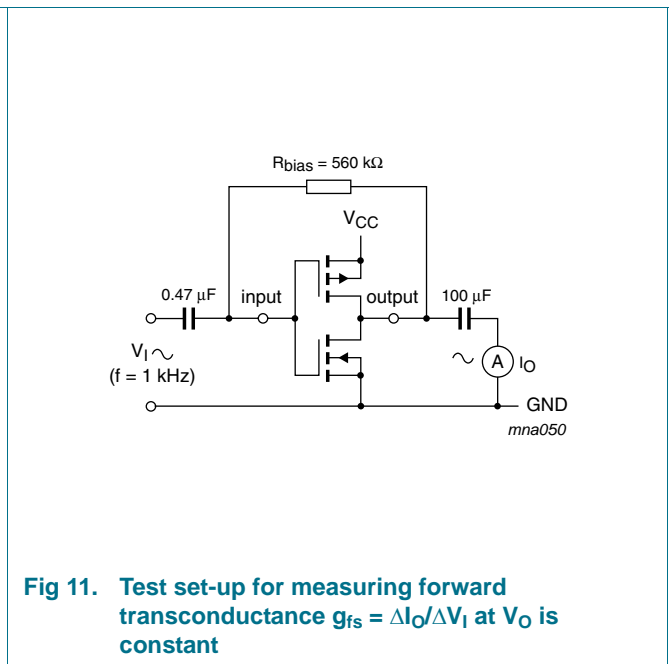 Rbias = 560 kΩ
VCC
0.47 μF
input
output
100 μF
VI
(f = 1 kHz)
A
IO
GND
mna050
Fig 11. Test set-up for measuring forward
transconductance gfs = ΔIO/ΔVI at VO is
constant